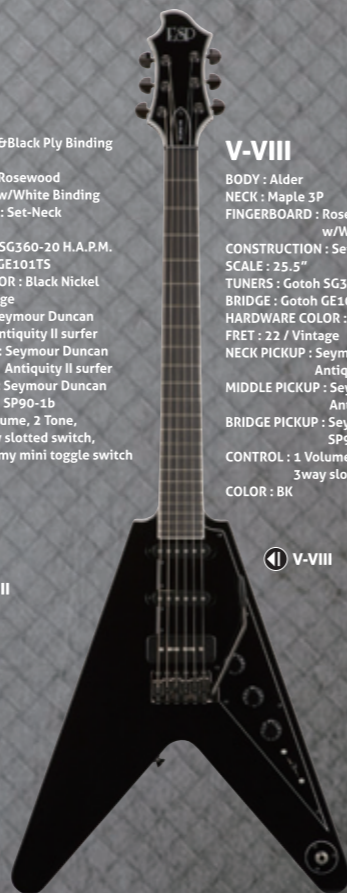 ESP
&Black Ply Binding
Rosewood
w/White Binding
: Set-Neck
SG360-20 H.A.P.M.
GE101TS
OR : Black Nickel
ge
eymour Duncan
ntiquity II surfer
: Seymour Duncan
Antiquity II surfer
: Seymour Duncan
SP90-1b
ume, 2 Tone,
y slotted switch,
my mini toggle switch
II
V-VIII
BODY : Alder
NECK : Maple 3P
FINGERBOARD : Rose
w/W
CONSTRUCTION : Se
SCALE : 25.5”
TUNERS : Gotoh SG3
BRIDGE : Gotoh GE10
HARDWARE COLOR :
FRET : 22 / Vintage
NECK PICKUP : Seym
Antiq
MIDDLE PICKUP : Sey
Ant
BRIDGE PICKUP : Sey
SP9
CONTROL : 1 Volume
3way slo
COLOR : BK
V-VIII